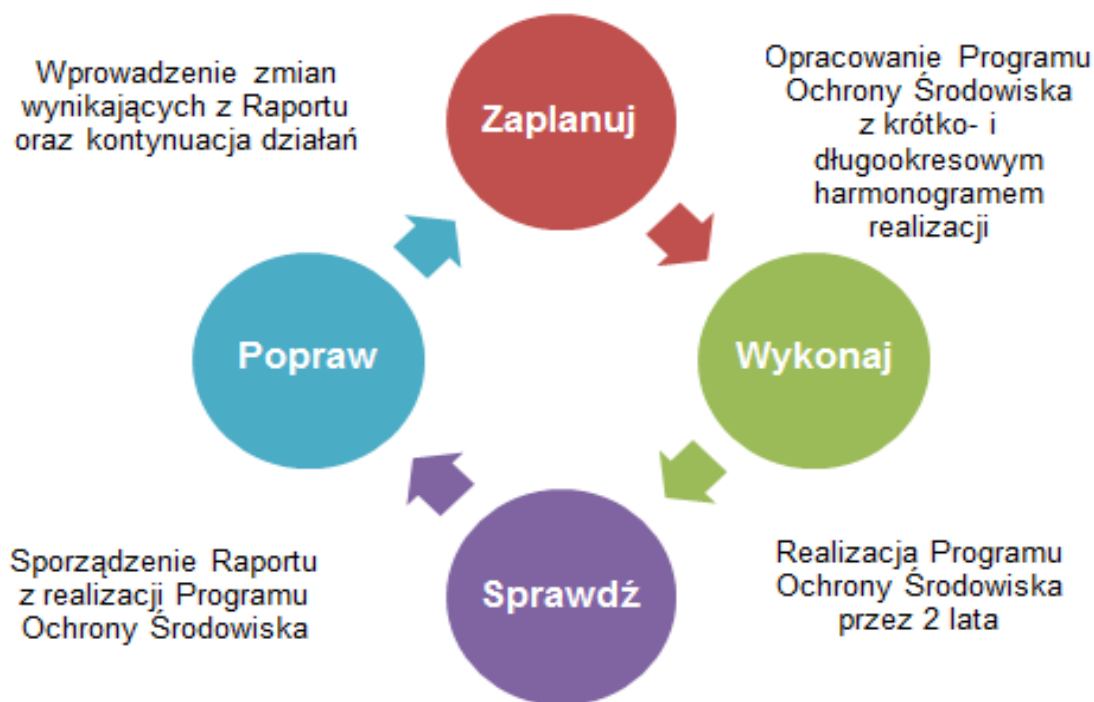 Zaplanuj
Opracowanie Programu
Ochrony Środowiska
z krótko- i
długookresowym
harmonogramem
realizacji
Wykonaj
Realizacja Programu
Ochrony Środowiska
przez 2 lata
Sprawdź
Sporządzenie Raportu
z realizacji Programu
Ochrony Środowiska
Popraw
Wprowadzenie zmian
wynikających z Raportu
oraz kontynuacja działań